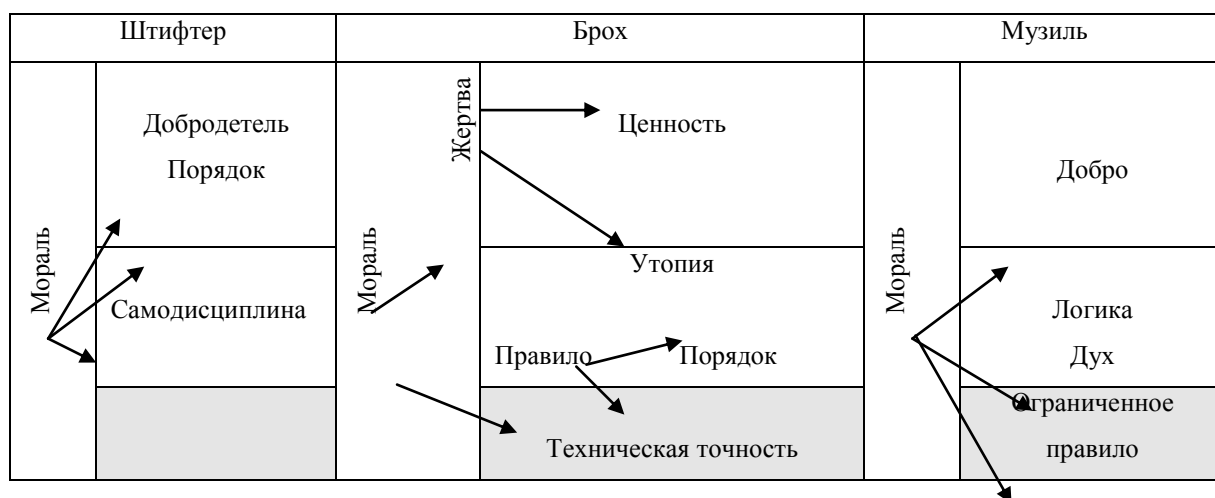 Штифтер
Брох
Музиль
Мораль
Добродетель
Порядок
Самодисциплина
Мораль
Жертва
Ценность
Утопия
Правило Порядок
Техническая точность
Мораль
Добро
Логика
Дух
Ограниченное
правило